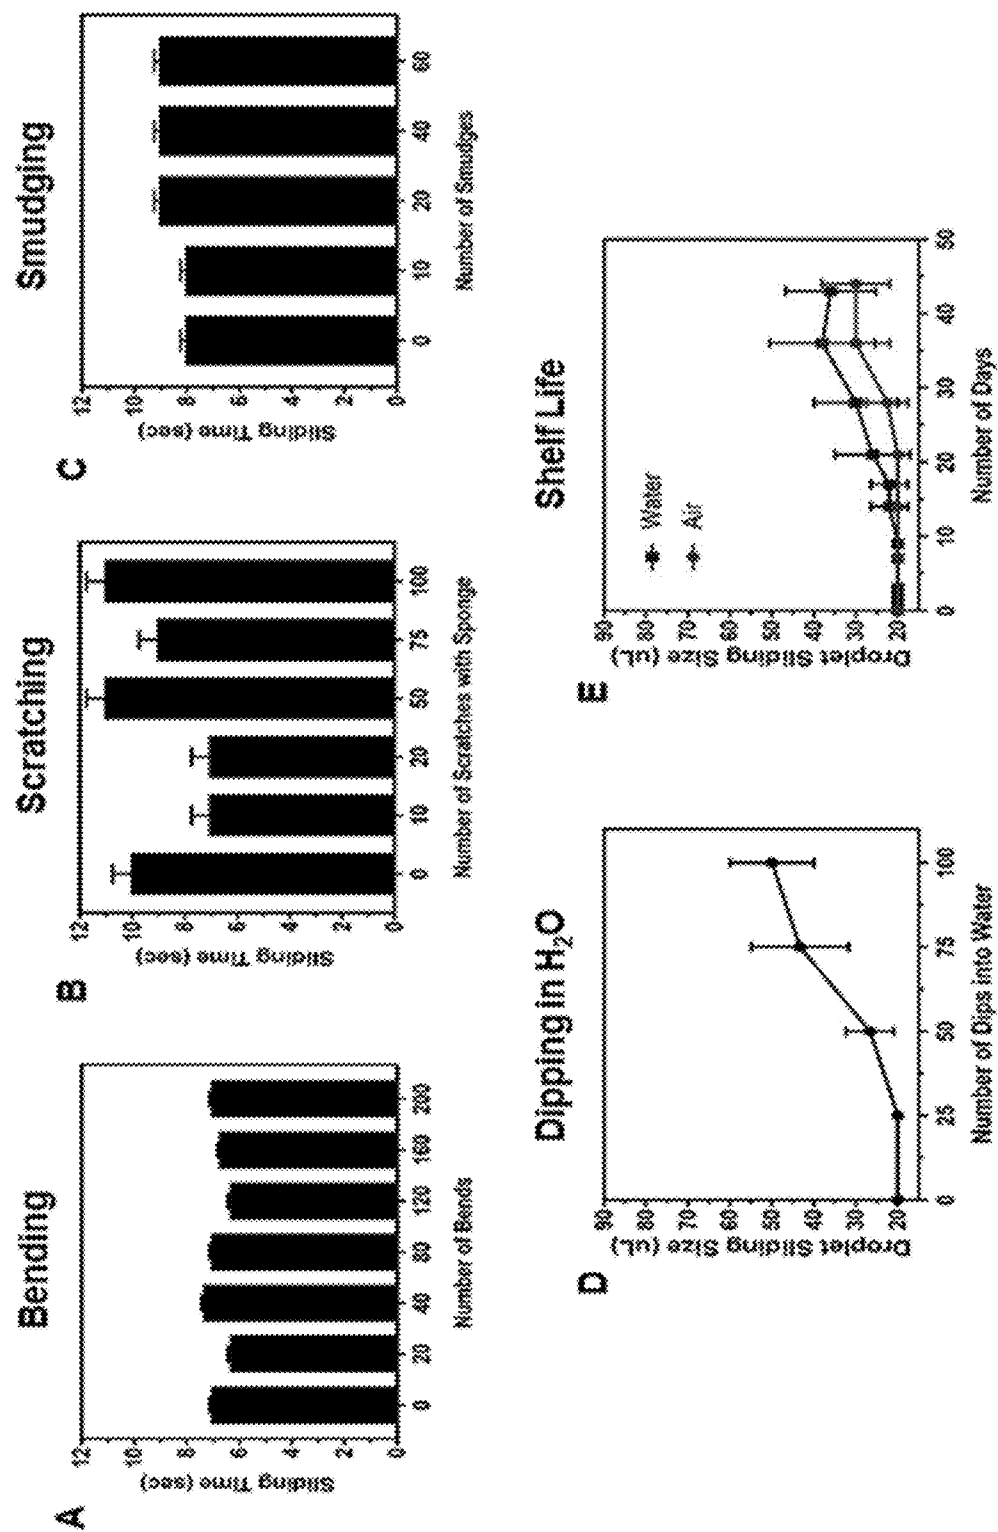 A
Bending
Sliding Time (sec)
12
10
8
6
4
2
0
0 20 40 80 120 160 200
Number of Bends
B
Scratching
Sliding Time (sec)
12
10
8
6
4
2
0
0 10 20 50 75 100
Number of Scratches with Sponge
C
Smudging
Sliding Time (sec)
12
10
8
6
4
2
0
0 10 20 40 60
Number of Smudges
D
Dipping in H₂O
Droplet Sliding Size (uL)
90
80
70
60
50
40
30
20
0 25 50 75 100
Number of Dips into Water
E
Shelf Life
Droplet Sliding Size (uL)
90
80
70
60
50
40
30
20
Water
Air
0 10 20 30 40 50
Number of Days